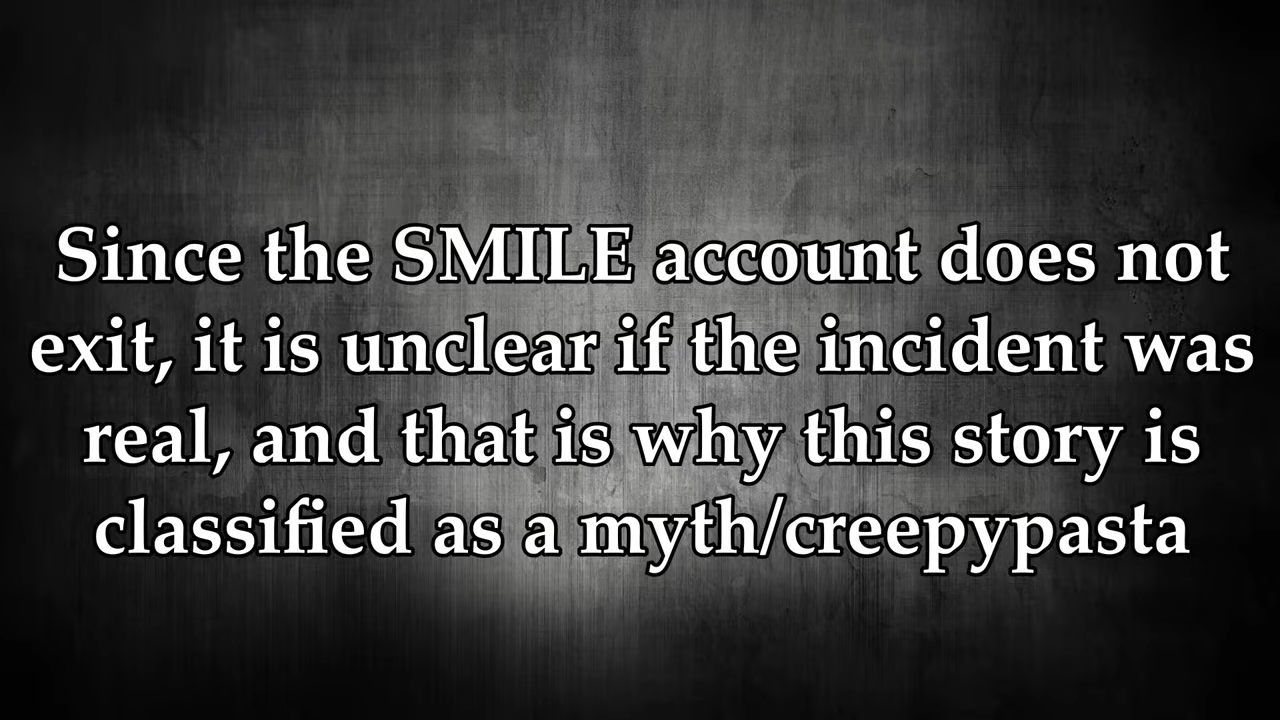 Since the SMILE account does not
exit, it is unclear if the incident was
real, and that is why this story is
classified as a myth/creepypasta